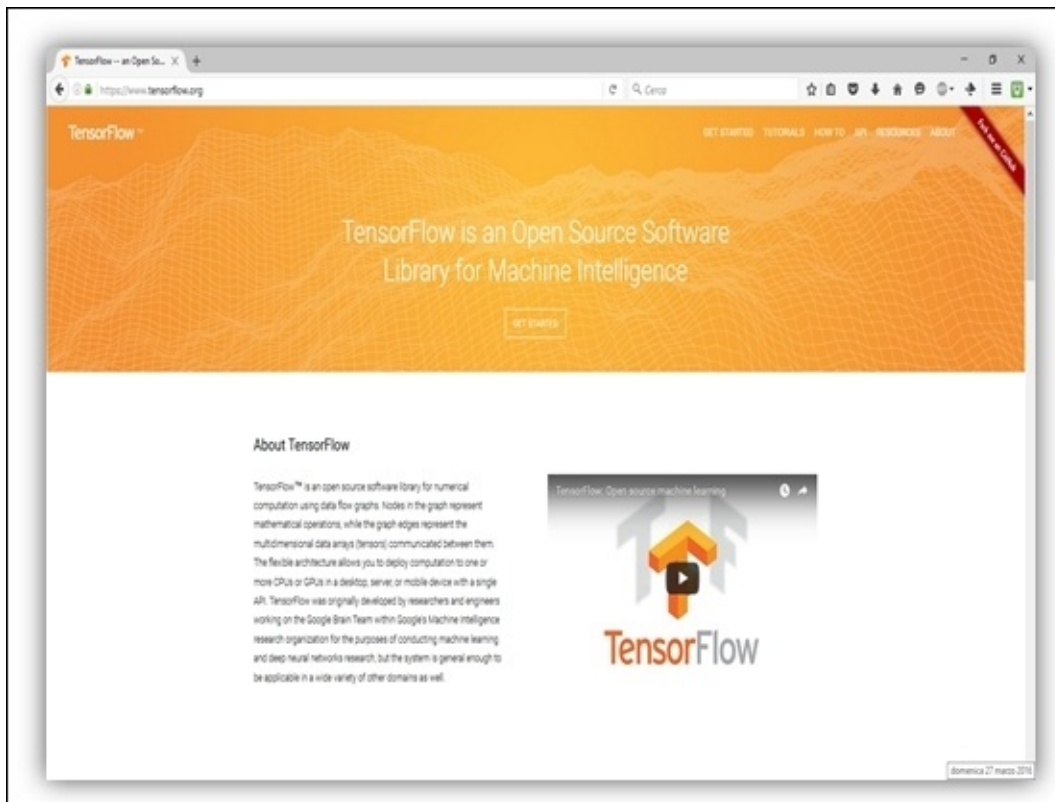 TensorFlow -- an Open So...
https://www.tensorflow.org
Cerca
TensorFlow™
GET STARTED TUTORIALS HOW TO API RESOURCES ABOUT
Fork me on GitHub
TensorFlow is an Open Source Software
Library for Machine Intelligence
GET STARTED
About TensorFlow
TensorFlow™ is an open source software library for numerical
computation using data flow graphs. Nodes in the graph represent
mathematical operations, while the graph edges represent the
multidimensional data arrays (tensors) communicated between them.
The flexible architecture allows you to deploy computation to one or
more CPUs or GPUs in a desktop, server, or mobile device with a single
API. TensorFlow was originally developed by researchers and engineers
working on the Google Brain Team within Google's Machine Intelligence
research organization for the purposes of conducting machine learning
and deep neural networks research, but the system is general enough to
be applicable in a wide variety of other domains as well.
TensorFlow: Open source machine learning
TensorFlow
domenica 27 marzo 2016